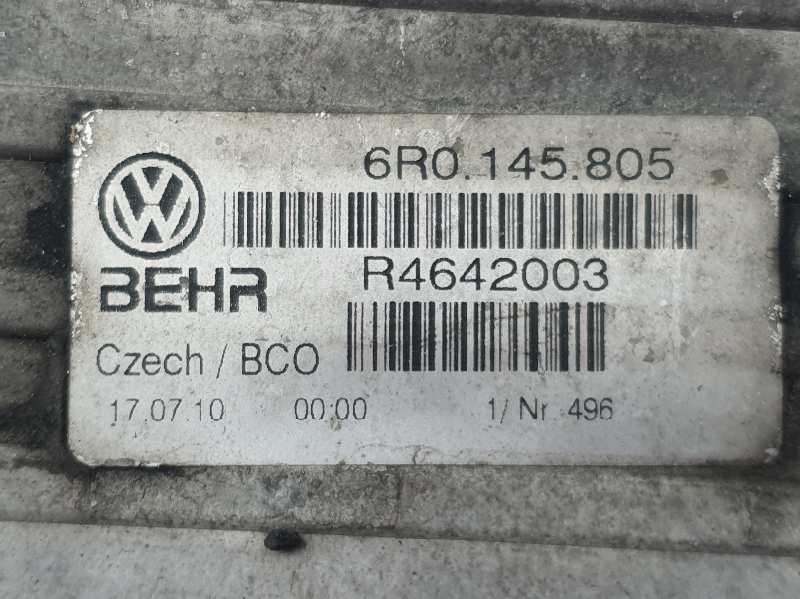 6R0.145.805
BEHR R4642003
Czech / BCO
17.07.10 00:00 1/ Nr. 496